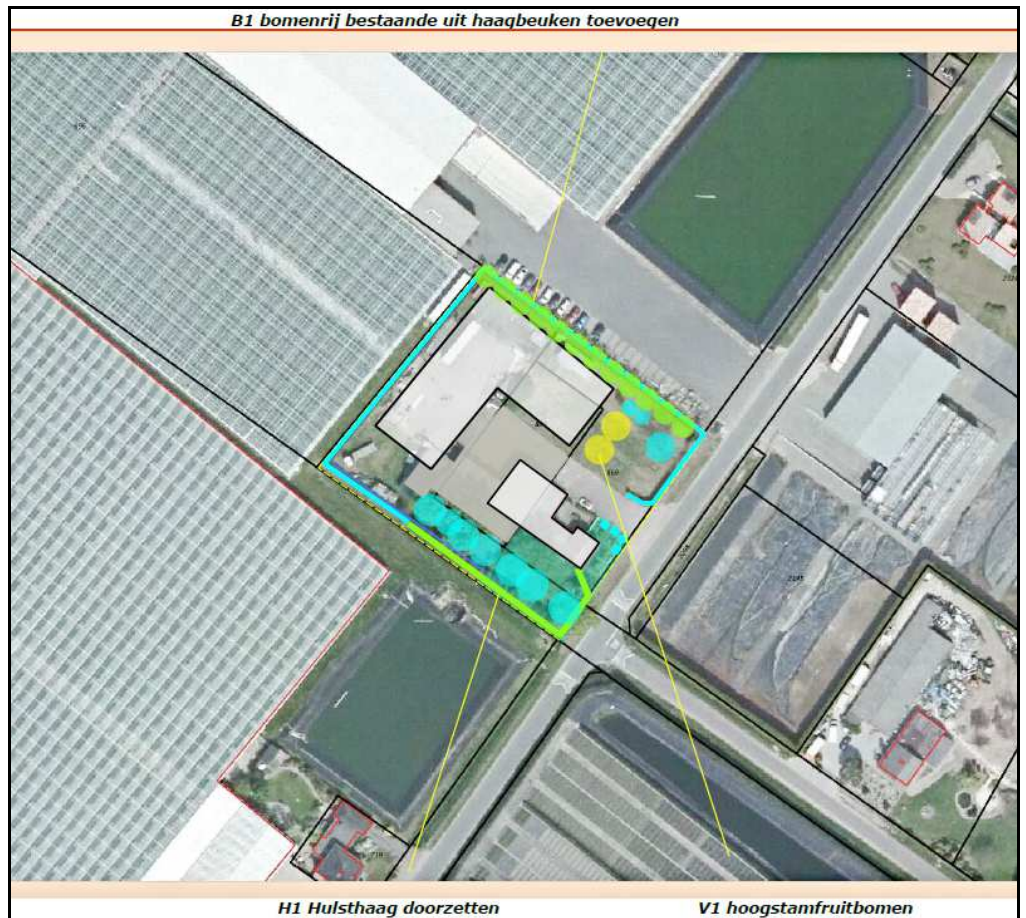 B1 bomenrij bestaande uit haagbeuken toevoegen
H1 Hulsthaag doorzetten
V1 hoogstamfruitbomen